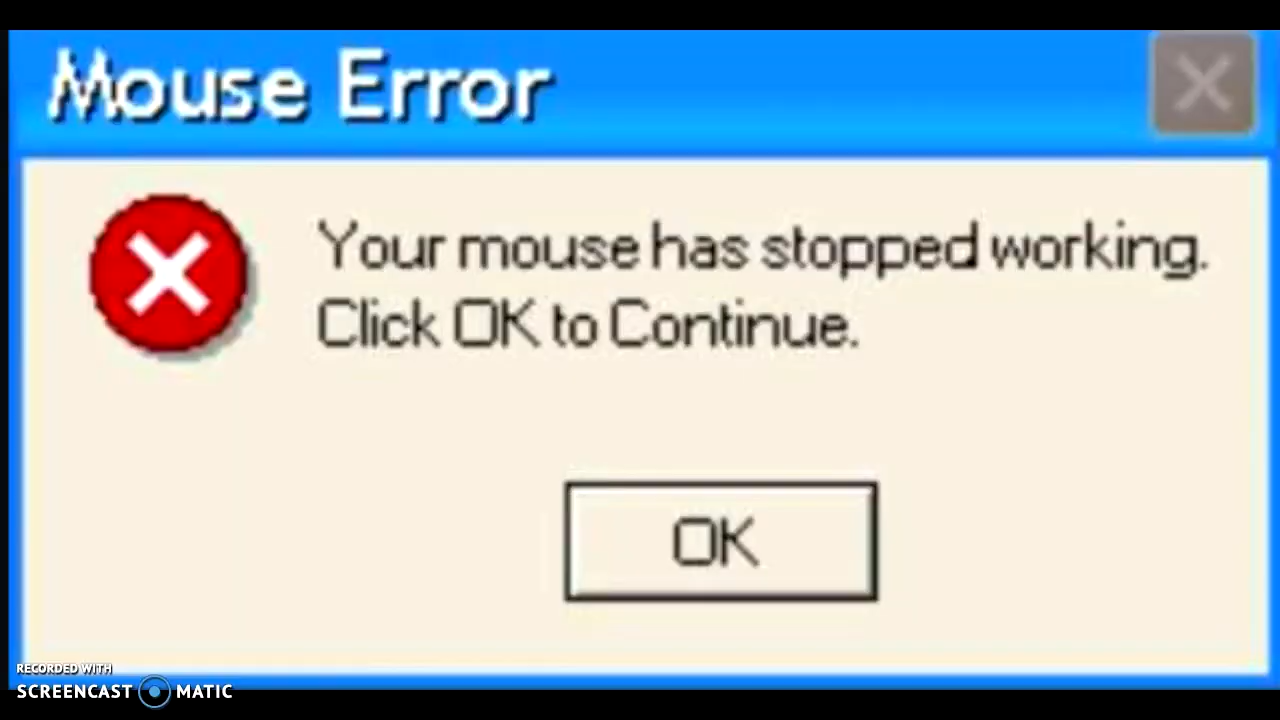 Mouse Error
Your mouse has stopped working.
Click OK to Continue.
OK
RECORDED WITH
SCREENCAST MATIC